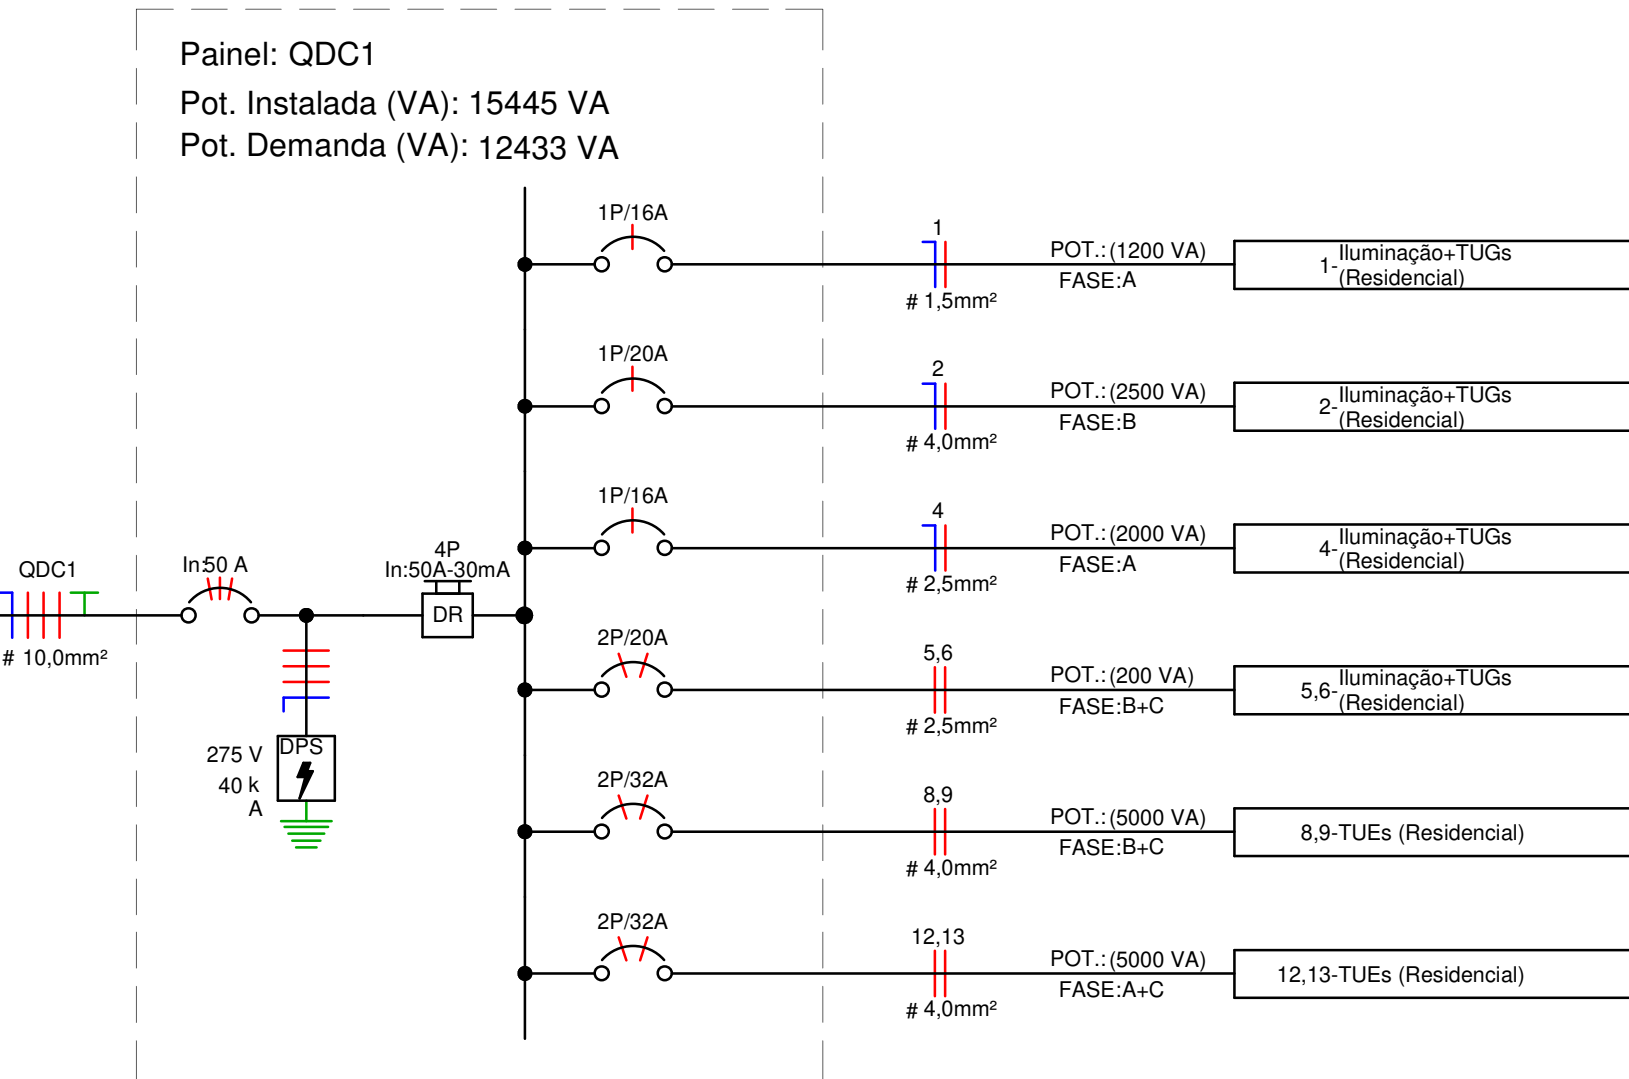 Painel: QDC1
Pot. Instalada (VA): 15445 VA
Pot. Demanda (VA): 12433 VA
QDC1
# 10,0mm²
In:50 A
4P
In:50A-30mA
DR
DPS
275 V
40 k
A
1P/16A
1
# 1,5mm²
POT.: (1200 VA)
FASE:A
1-Iluminação+TUGs
(Residencial)
1P/20A
2
# 4,0mm²
POT.: (2500 VA)
FASE:B
2-Iluminação+TUGs
(Residencial)
1P/16A
4
# 2,5mm²
POT.: (2000 VA)
FASE:A
4-Iluminação+TUGs
(Residencial)
2P/20A
5,6
# 2,5mm²
POT.: (200 VA)
FASE:B+C
5,6-Iluminação+TUGs
(Residencial)
2P/32A
8,9
# 4,0mm²
POT.: (5000 VA)
FASE:B+C
8,9-TUEs (Residencial)
2P/32A
12,13
# 4,0mm²
POT.: (5000 VA)
FASE:A+C
12,13-TUEs (Residencial)